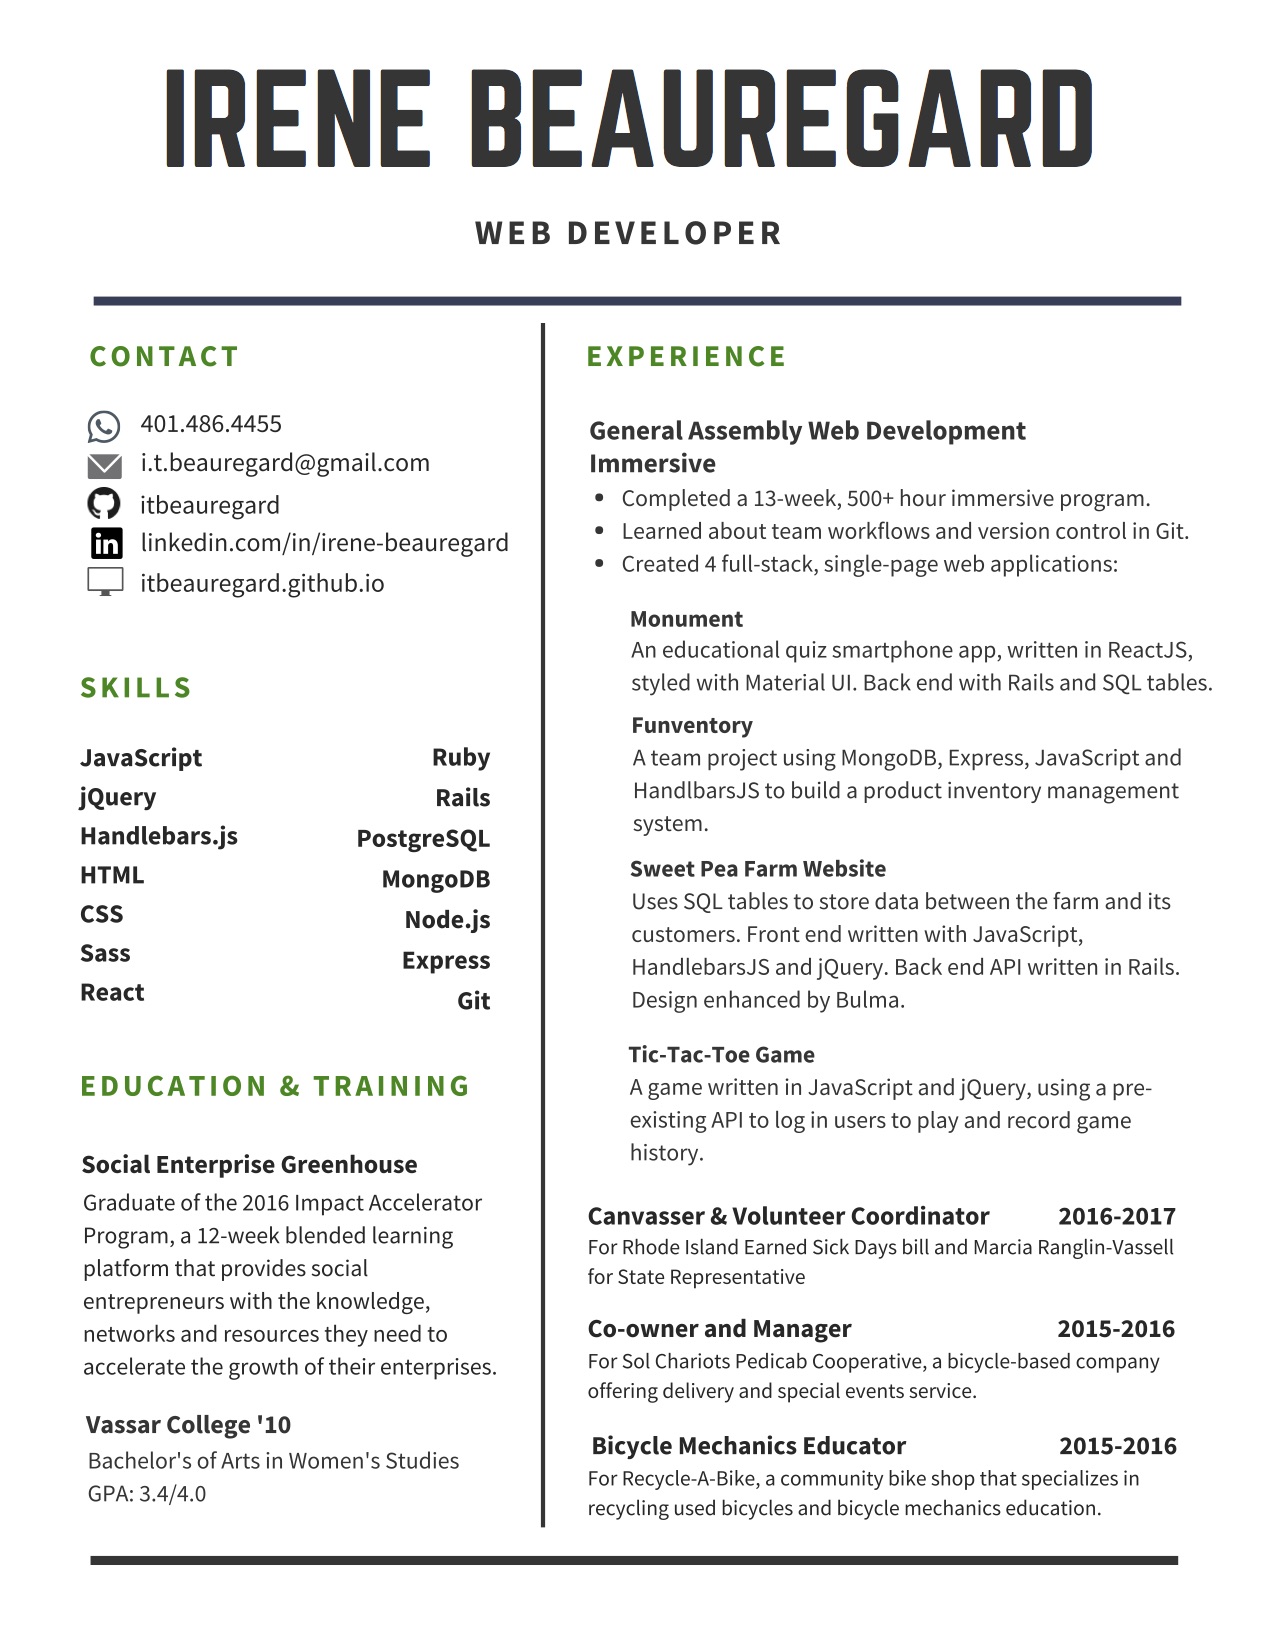 IRENE BEAUREGARD
WEB DEVELOPER
CONTACT
401.486.4455
i.t.beauregard@gmail.com
itbeauregard
linkedin.com/in/irene-beauregard
itbeauregard.github.io
SKILLS
JavaScript
jQuery
Handlebars.js
HTML
CSS
Sass
React
Ruby
Rails
PostgreSQL
MongoDB
Node.js
Express
Git
EDUCATION & TRAINING
Social Enterprise Greenhouse
Graduate of the 2016 Impact Accelerator
Program, a 12-week blended learning
platform that provides social
entrepreneurs with the knowledge,
networks and resources they need to
accelerate the growth of their enterprises.
Vassar College '10
Bachelor's of Arts in Women's Studies
GPA: 3.4/4.0
EXPERIENCE
General Assembly Web Development
Immersive
• Completed a 13-week, 500+ hour immersive program.
• Learned about team workflows and version control in Git.
• Created 4 full-stack, single-page web applications:
Monument
An educational quiz smartphone app, written in ReactJS,
styled with Material UI. Back end with Rails and SQL tables.
Funventory
A team project using MongoDB, Express, JavaScript and
HandlbarsJS to build a product inventory management
system.
Sweet Pea Farm Website
Uses SQL tables to store data between the farm and its
customers. Front end written with JavaScript,
HandlebarsJS and jQuery. Back end API written in Rails.
Design enhanced by Bulma.
Tic-Tac-Toe Game
A game written in JavaScript and jQuery, using a pre-
existing API to log in users to play and record game
history.
Canvasser & Volunteer Coordinator 2016-2017
For Rhode Island Earned Sick Days bill and Marcia Ranglin-Vassell
for State Representative
Co-owner and Manager 2015-2016
For Sol Chariots Pedicab Cooperative, a bicycle-based company
offering delivery and special events service.
Bicycle Mechanics Educator 2015-2016
For Recycle-A-Bike, a community bike shop that specializes in
recycling used bicycles and bicycle mechanics education.